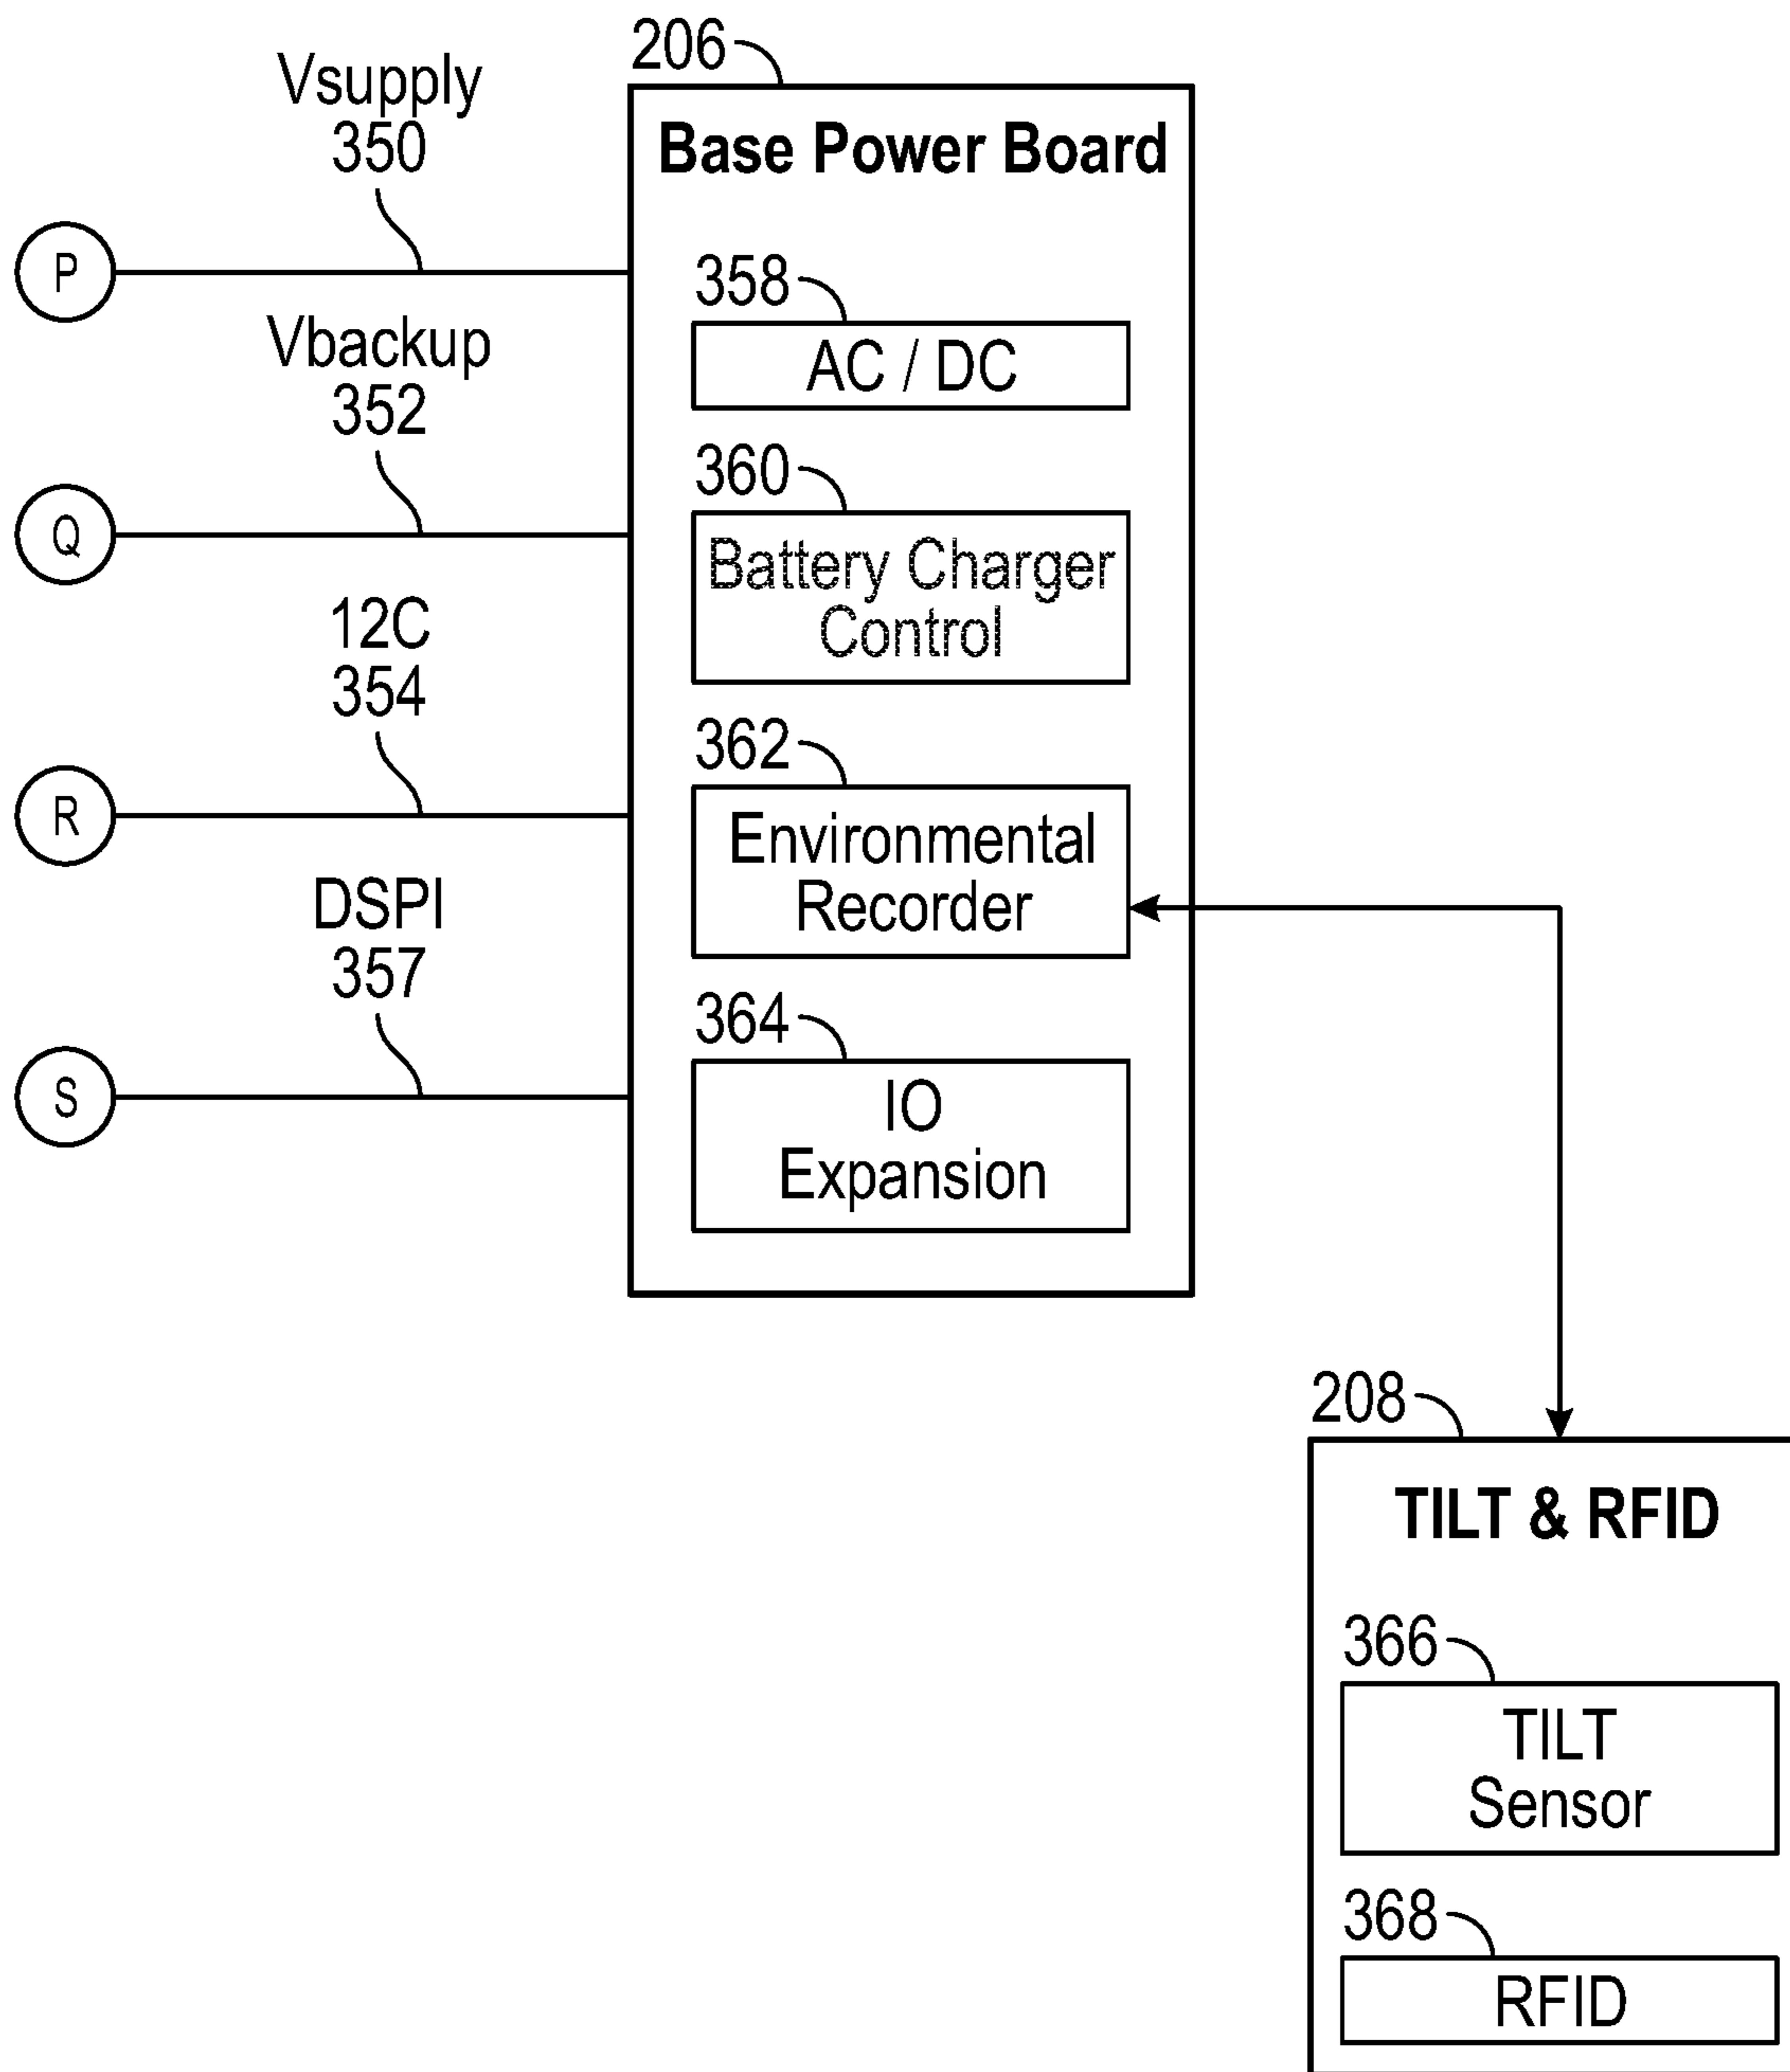 206
Vsupply
350
Base Power Board
P
358
AC / DC
Vbackup
352
360
Q
Battery Charger
Control
12C
354
362
R
Environmental
Recorder
DSPI
357
364
S
IO
Expansion
208
TILT & RFID
366
TILT
Sensor
368
RFID